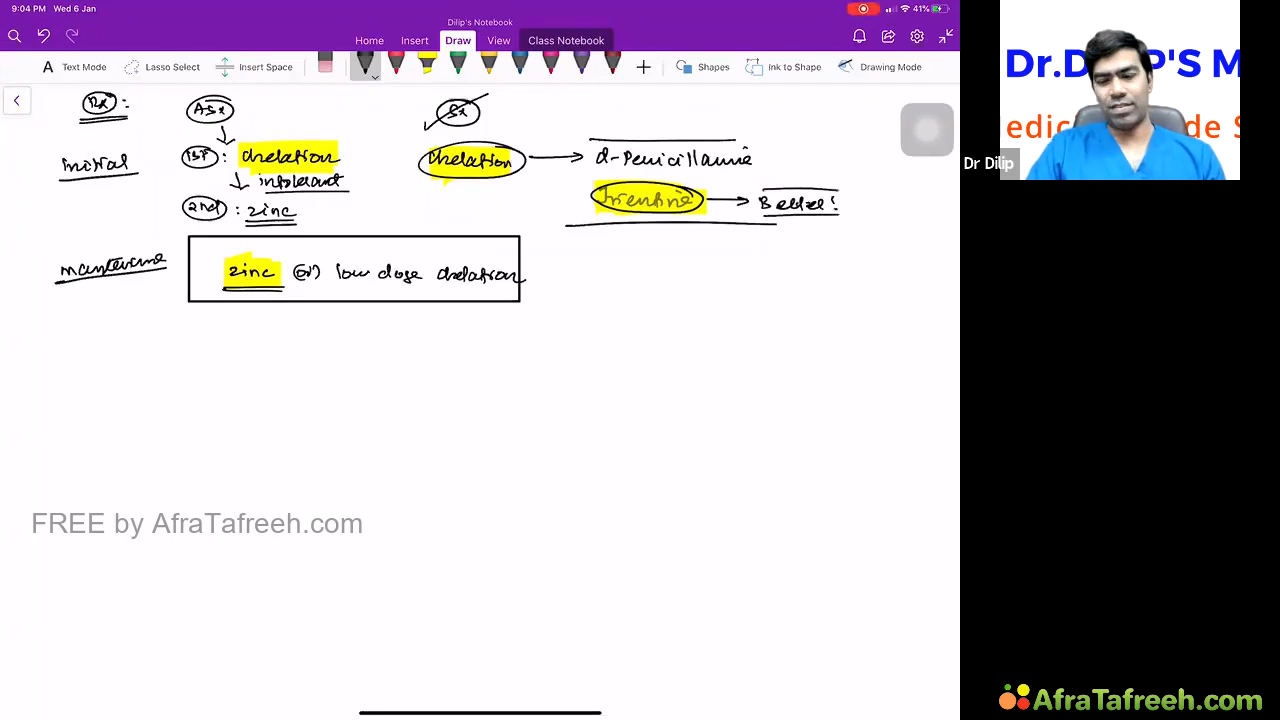 9:04 PM Wed 6 Jan
41%
Dilip's Notebook
Home Insert Draw View Class Notebook
Text Mode Lasso Select Insert Space Shapes Ink to Shape Drawing Mode
Rx :
ASx Sx
Initial 1st : chelation chelation → d-Penicillamine
intolerant
2nd : zinc Trientine → Better!
maintenance zinc (or) low dose chelation
Dr.D IP'S M
edic de S
Dr Dilip
FREE by AfraTafreeh.com
AfraTafreeh.com